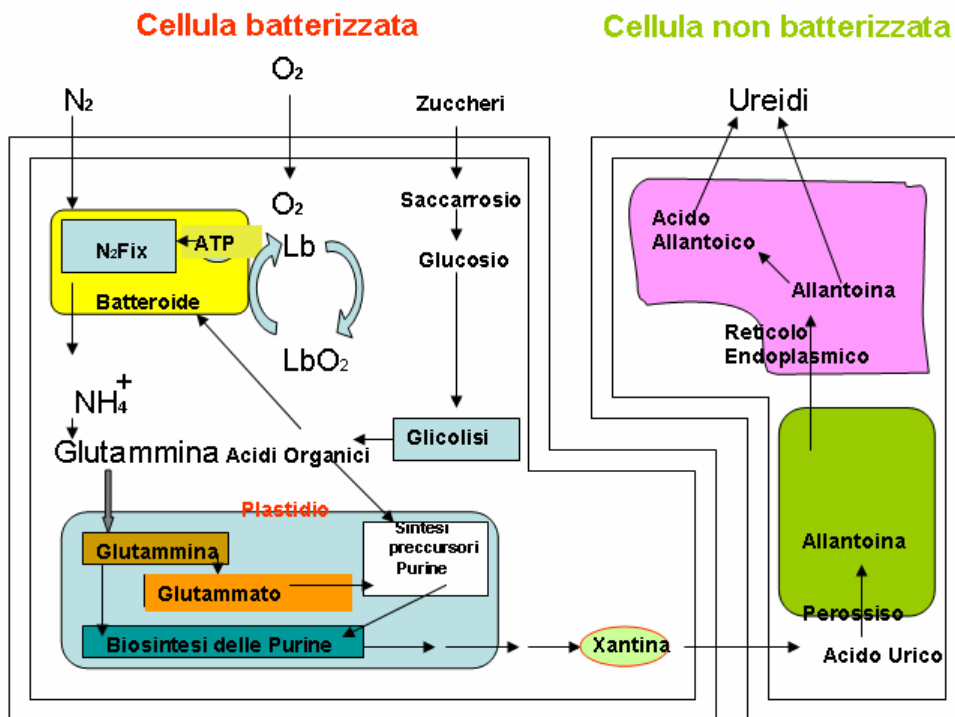 Cellula batterizzata
Cellula non batterizzata
N2
O2
Zuccheri
O2
Saccarrosio
N2Fix
ATP
Lb
Glucosio
Batteroide
LbO2
NH4+
Glicolisi
Glutammina
Acidi Organici
Plastidio
Glutammina
Sintesi
preccursori
Purine
Glutammato
Biosintesi delle Purine
Xantina
Ureidi
Acido
Allantoico
Allantoina
Reticolo
Endoplasmico
Allantoina
Perossiso
Acido Urico